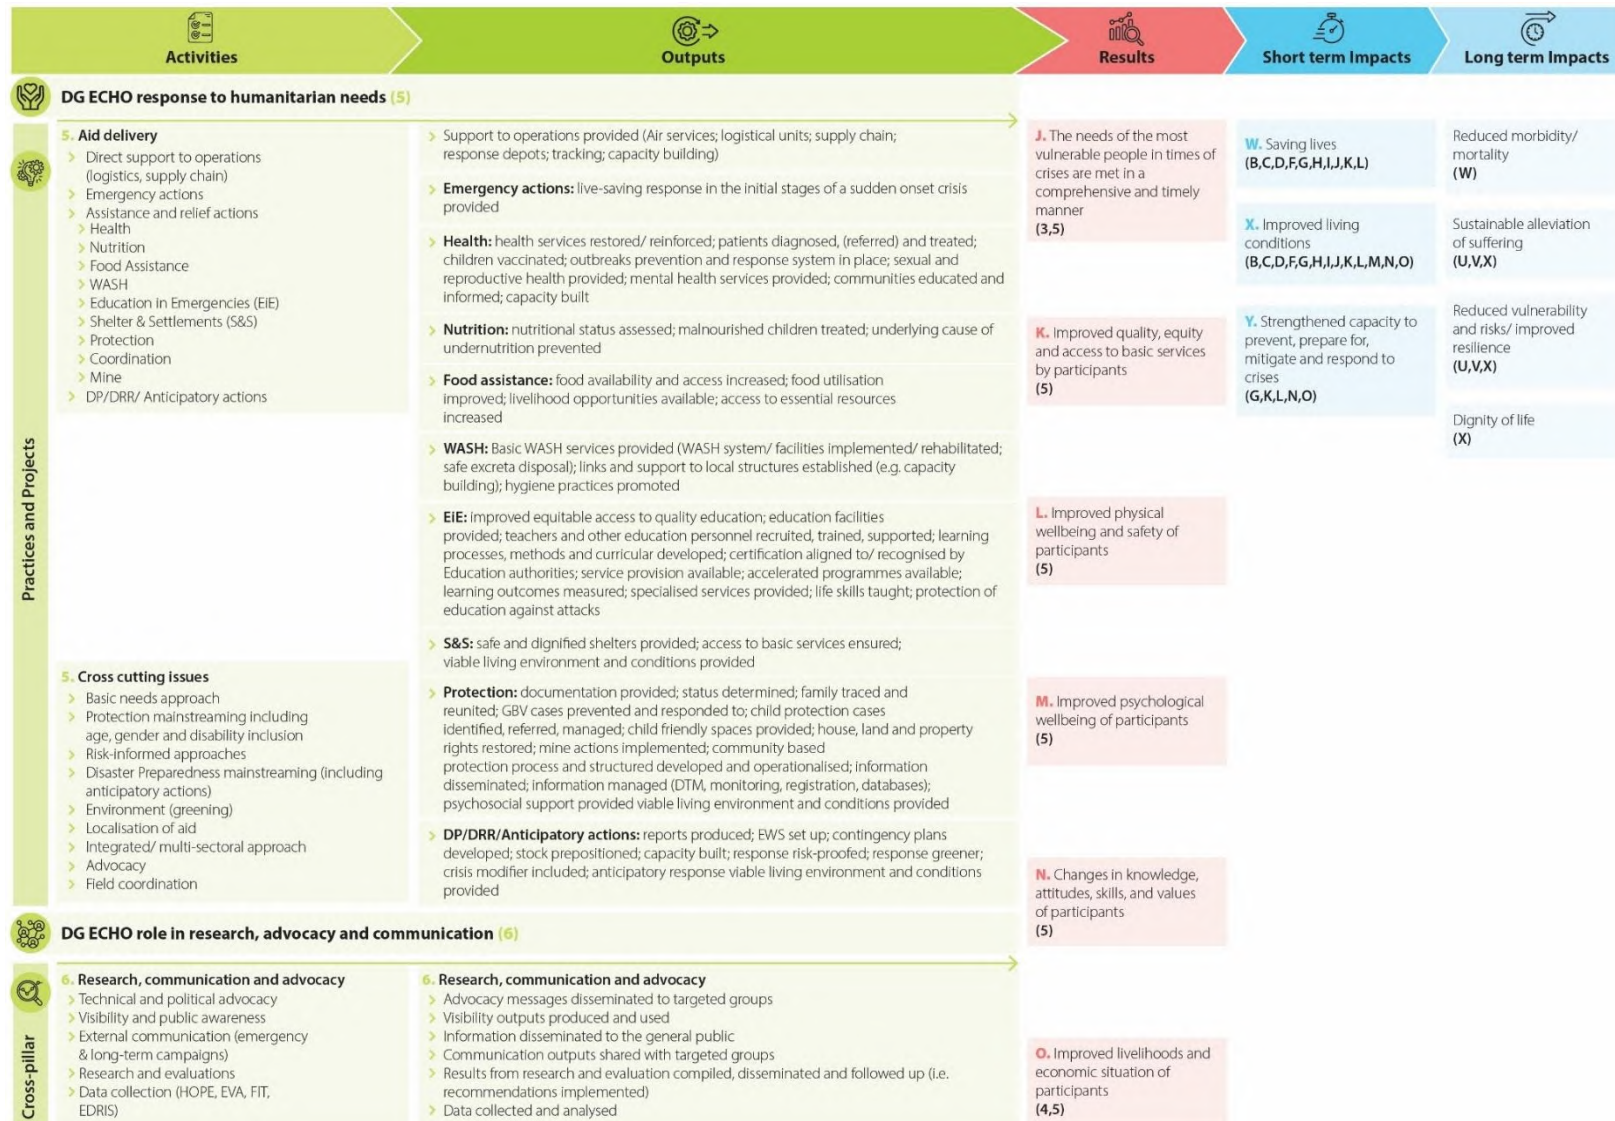 Activities
Outputs
Results
Short term Impacts
Long term Impacts
DG ECHO response to humanitarian needs (5)
Practices and Projects
5. Aid delivery
> Direct support to operations
(logistics, supply chain)
> Emergency actions
> Assistance and relief actions
> Health
> Nutrition
> Food Assistance
> WASH
> Education in Emergencies (EiE)
> Shelter & Settlements (S&S)
> Protection
> Coordination
> Mine
> DP/DRR/ Anticipatory actions
5. Cross cutting issues
> Basic needs approach
> Protection mainstreaming including
age, gender and disability inclusion
> Risk-informed approaches
> Disaster Preparedness mainstreaming (including
anticipatory actions)
> Environment (greening)
> Localisation of aid
> Integrated/ multi-sectoral approach
> Advocacy
> Field coordination
> Support to operations provided (Air services; logistical units; supply chain;
response depots; tracking; capacity building)
> Emergency actions: live-saving response in the initial stages of a sudden onset crisis
provided
> Health: health services restored/ reinforced; patients diagnosed, (referred) and treated;
children vaccinated; outbreaks prevention and response system in place; sexual and
reproductive health provided; mental health services provided; communities educated and
informed; capacity built
> Nutrition: nutritional status assessed; malnourished children treated; underlying cause of
undernutrition prevented
> Food assistance: food availability and access increased; food utilisation
improved; livelihood opportunities available; access to essential resources
increased
> WASH: Basic WASH services provided (WASH system/ facilities implemented/ rehabilitated;
safe excreta disposal); links and support to local structures established (e.g. capacity
building); hygiene practices promoted
> EiE: improved equitable access to quality education; education facilities
provided; teachers and other education personnel recruited, trained, supported; learning
processes, methods and curricular developed; certification aligned to/ recognised by
Education authorities; service provision available; accelerated programmes available;
learning outcomes measured; specialised services provided; life skills taught; protection of
education against attacks
> S&S: safe and dignified shelters provided; access to basic services ensured;
viable living environment and conditions provided
> Protection: documentation provided; status determined; family traced and
reunited; GBV cases prevented and responded to; child protection cases
identified, referred, managed; child friendly spaces provided; house, land and property
rights restored; mine actions implemented; community based
protection process and structured developed and operationalised; information
disseminated; information managed (DTM, monitoring, registration, databases);
psychosocial support provided viable living environment and conditions provided
> DP/DRR/Anticipatory actions: reports produced; EWS set up; contingency plans
developed; stock prepositioned; capacity built; response risk-proofed; response greener;
crisis modifier included; anticipatory response viable living environment and conditions
provided
J. The needs of the most
vulnerable people in times of
crises are met in a
comprehensive and timely
manner
(3,5)
K. Improved quality, equity
and access to basic services
by participants
(5)
L. Improved physical
wellbeing and safety of
participants
(5)
M. Improved psychological
wellbeing of participants
(5)
N. Changes in knowledge,
attitudes, skills, and values
of participants
(5)
O. Improved livelihoods and
economic situation of
participants
(4,5)
W. Saving lives
(B,C,D,F,G,H,I,J,K,L)
X. Improved living
conditions
(B,C,D,F,G,H,I,J,K,L,M,N,O)
Y. Strengthened capacity to
prevent, prepare for,
mitigate and respond to
crises
(G,K,L,N,O)
Reduced morbidity/
mortality
(W)
Sustainable alleviation
of suffering
(U,V,X)
Reduced vulnerability
and risks/ improved
resilience
(U,V,X)
Dignity of life
(X)
DG ECHO role in research, advocacy and communication (6)
Cross-pillar
6. Research, communication and advocacy
> Technical and political advocacy
> Visibility and public awareness
> External communication (emergency
& long-term campaigns)
> Research and evaluations
> Data collection (HOPE, EVA, FIT,
EDRIS)
6. Research, communication and advocacy
> Advocacy messages disseminated to targeted groups
> Visibility outputs produced and used
> Information disseminated to the general public
> Communication outputs shared with targeted groups
> Results from research and evaluation compiled, disseminated and followed up (i.e.
recommendations implemented)
> Data collected and analysed